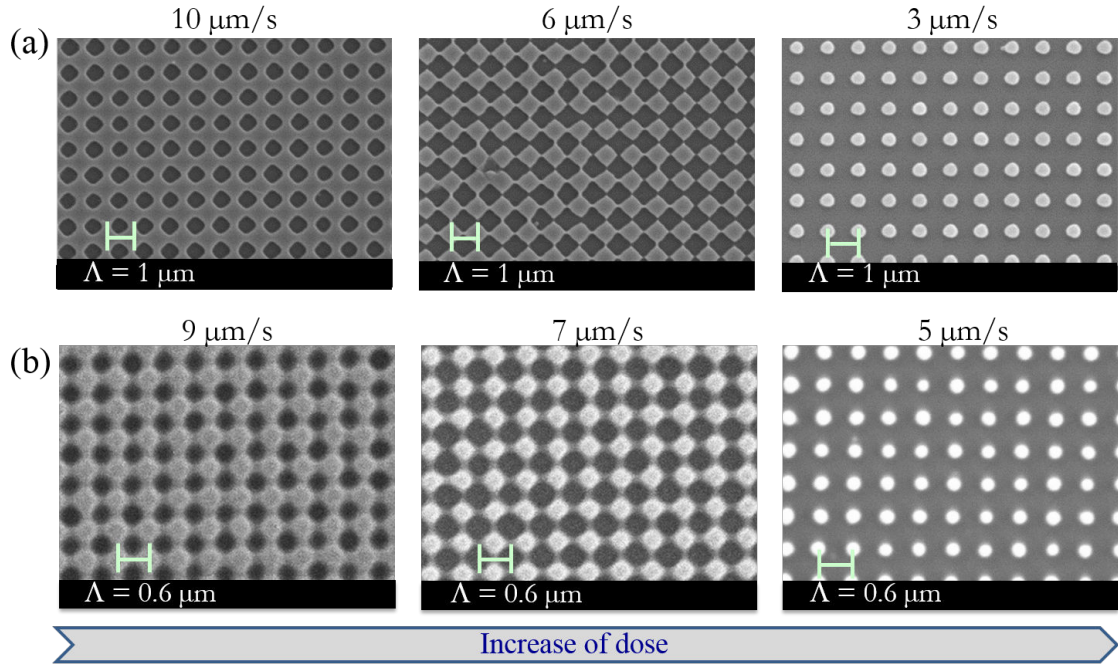 10 μm/s 6 μm/s 3 μm/s
(a)
Λ = 1 μm Λ = 1 μm Λ = 1 μm
9 μm/s 7 μm/s 5 μm/s
(b)
Λ = 0.6 μm Λ = 0.6 μm Λ = 0.6 μm
Increase of dose